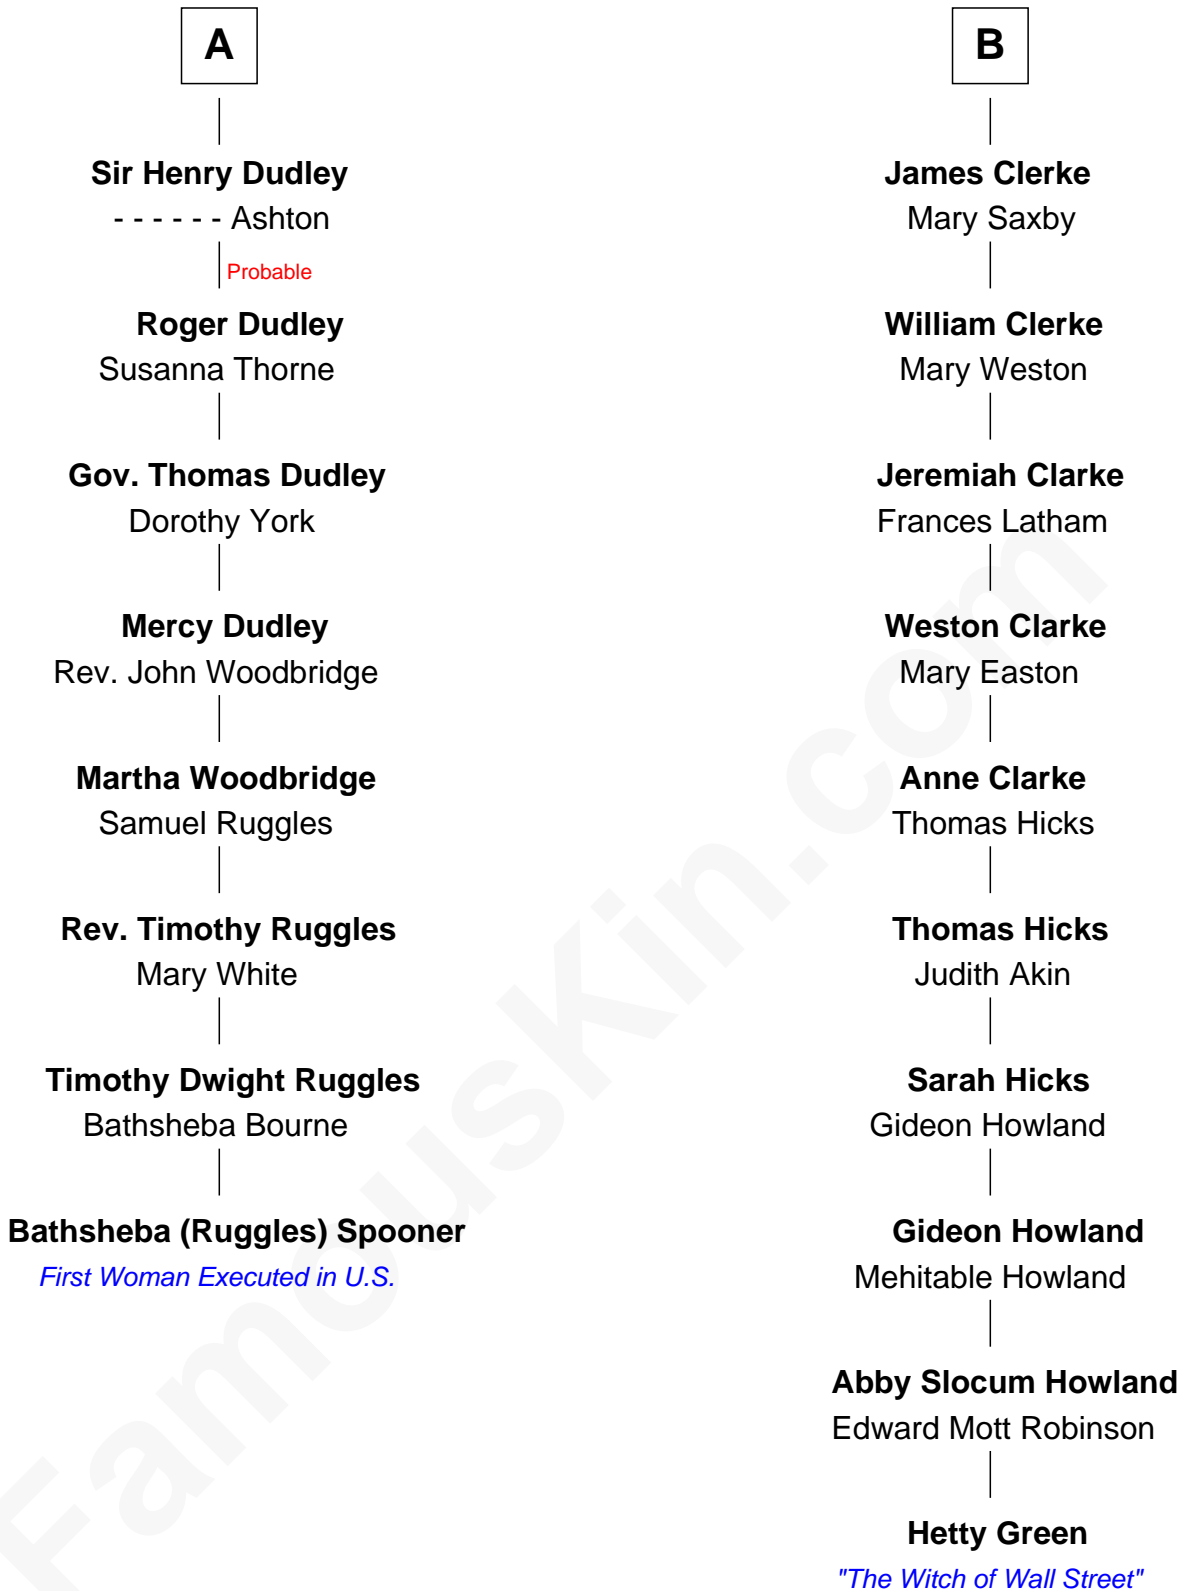 A
Sir Henry Dudley
- - - - - - Ashton
Probable
Roger Dudley
Susanna Thorne
Gov. Thomas Dudley
Dorothy York
Mercy Dudley
Rev. John Woodbridge
Martha Woodbridge
Samuel Ruggles
Rev. Timothy Ruggles
Mary White
Timothy Dwight Ruggles
Bathsheba Bourne
Bathsheba (Ruggles) Spooner
First Woman Executed in U.S.
B
James Clerke
Mary Saxby
William Clerke
Mary Weston
Jeremiah Clarke
Frances Latham
Weston Clarke
Mary Easton
Anne Clarke
Thomas Hicks
Thomas Hicks
Judith Akin
Sarah Hicks
Gideon Howland
Gideon Howland
Mehitable Howland
Abby Slocum Howland
Edward Mott Robinson
Hetty Green
"The Witch of Wall Street"
FamousKin.com